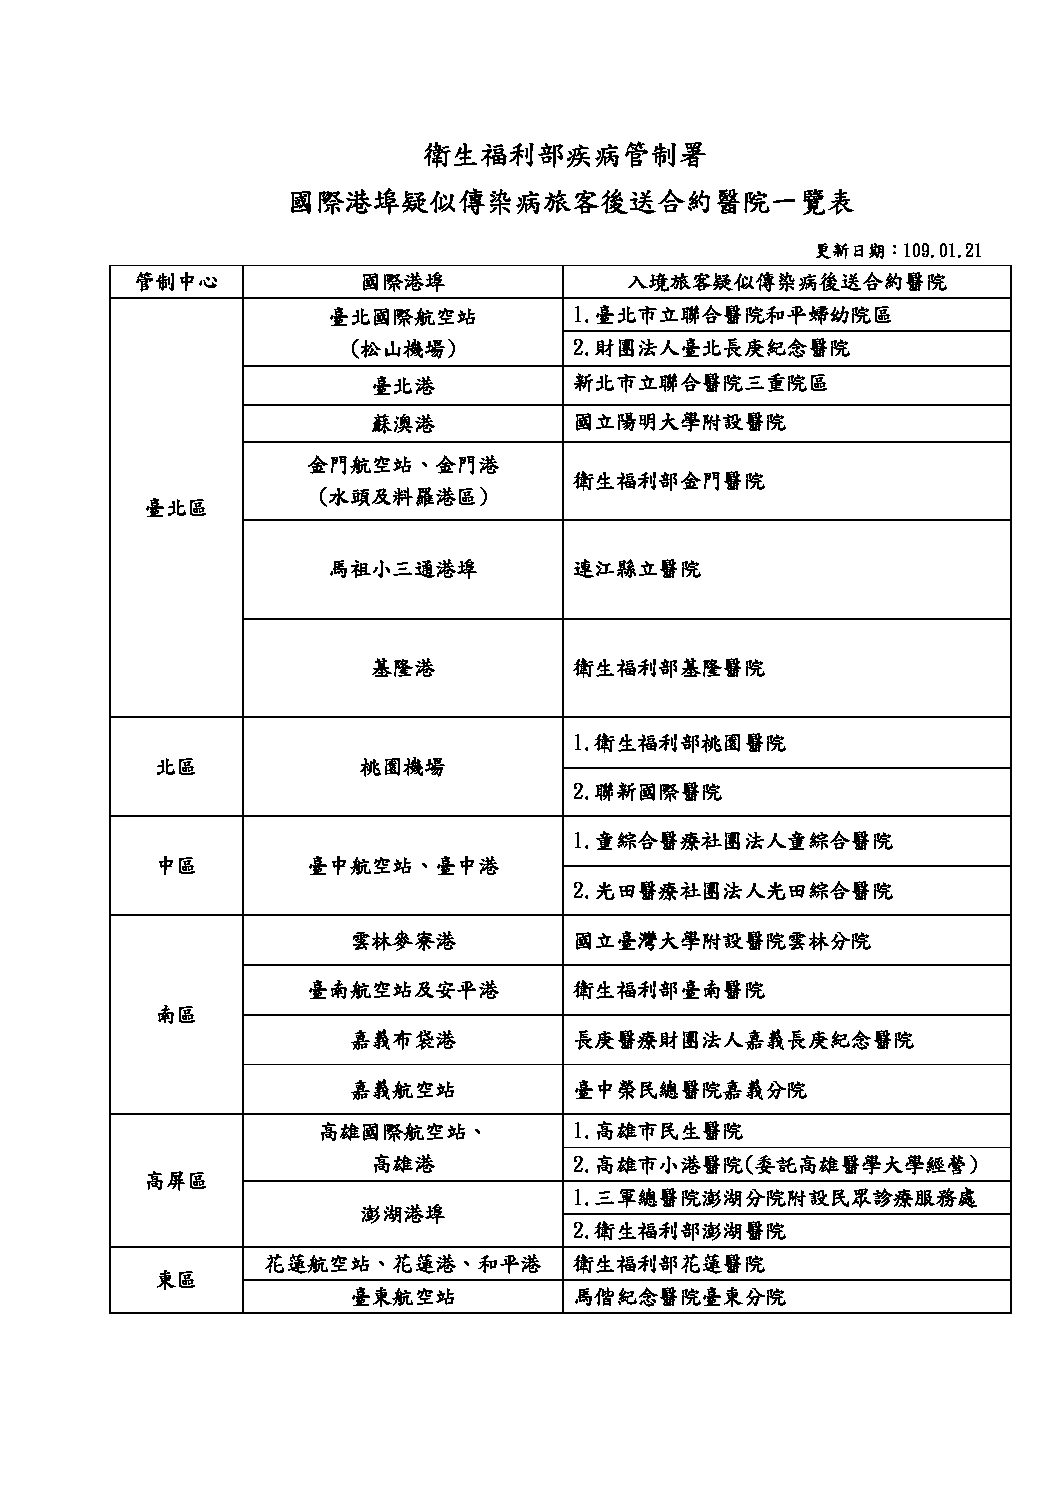 衛生福利部疾病管制署
國際港埠疑似傳染病旅客後送合約醫院一覽表
更新日期：109.01.21
管制中心 國際港埠 入境旅客疑似傳染病後送合約醫院
臺北區
臺北國際航空站
(松山機場)
1.臺北市立聯合醫院和平婦幼院區
2.財團法人臺北長庚紀念醫院
臺北港 新北市立聯合醫院三重院區
蘇澳港 國立陽明大學附設醫院
金門航空站、金門港
(水頭及料羅港區)
衛生福利部金門醫院
馬祖小三通港埠 連江縣立醫院
基隆港 衛生福利部基隆醫院
北區 桃園機場
1.衛生福利部桃園醫院
2.聯新國際醫院
中區 臺中航空站、臺中港
1.童綜合醫療社團法人童綜合醫院
2.光田醫療社團法人光田綜合醫院
南區
雲林麥寮港 國立臺灣大學附設醫院雲林分院
臺南航空站及安平港 衛生福利部臺南醫院
嘉義布袋港 長庚醫療財團法人嘉義長庚紀念醫院
嘉義航空站 臺中榮民總醫院嘉義分院
高屏區
高雄國際航空站、
高雄港
1.高雄市民生醫院
2.高雄市小港醫院(委託高雄醫學大學經營)
澎湖港埠
1.三軍總醫院澎湖分院附設民眾診療服務處
2.衛生福利部澎湖醫院
東區
花蓮航空站、花蓮港、和平港 衛生福利部花蓮醫院
臺東航空站 馬偕紀念醫院臺東分院